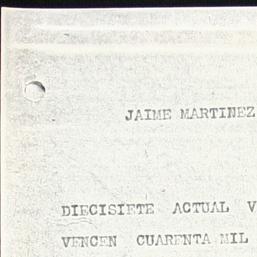 JAIME MARTINEZ
DIECISIETE ACTUAL V
VENCEN CUARENTA MIL